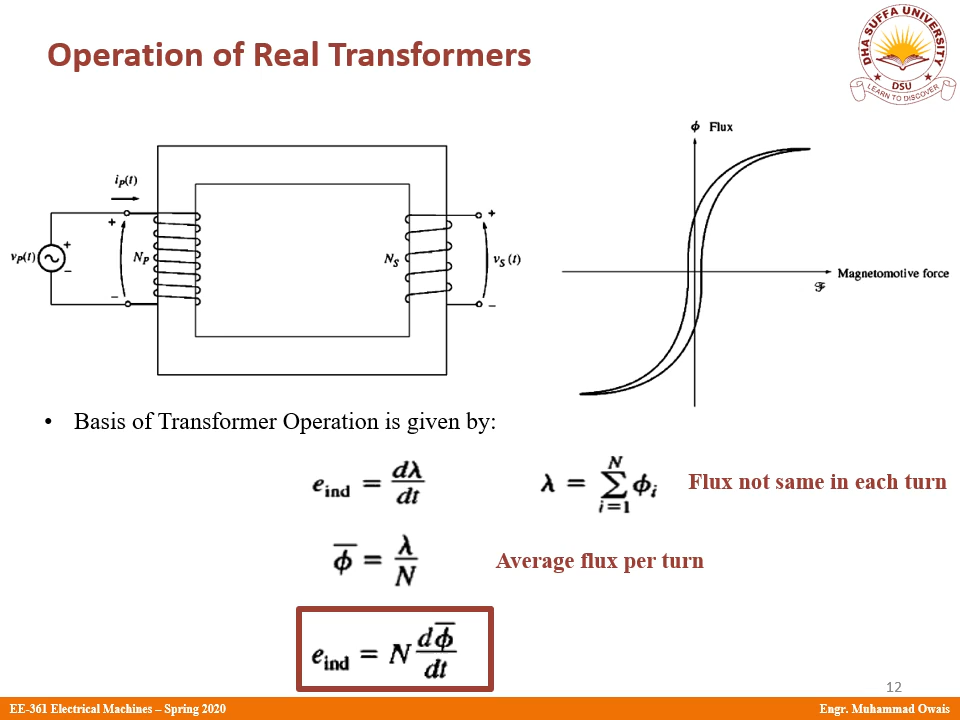 Operation of Real Transformers
DHA SUFFA UNIVERSITY
DSU
LEARN TO DISCOVER
i_P(t)
v_P(t)
+
−
+
−
N_P
N_S
+
v_S(t)
−
ϕ Flux
Magnetomotive force
ℱ
• Basis of Transformer Operation is given by:
e_ind = dλ/dt
λ = ∑_{i=1}^{N} ϕ_i
Flux not same in each turn
ϕ̅ = λ/N
Average flux per turn
e_ind = N dϕ̅/dt
12
EE-361 Electrical Machines – Spring 2020
Engr. Muhammad Owais